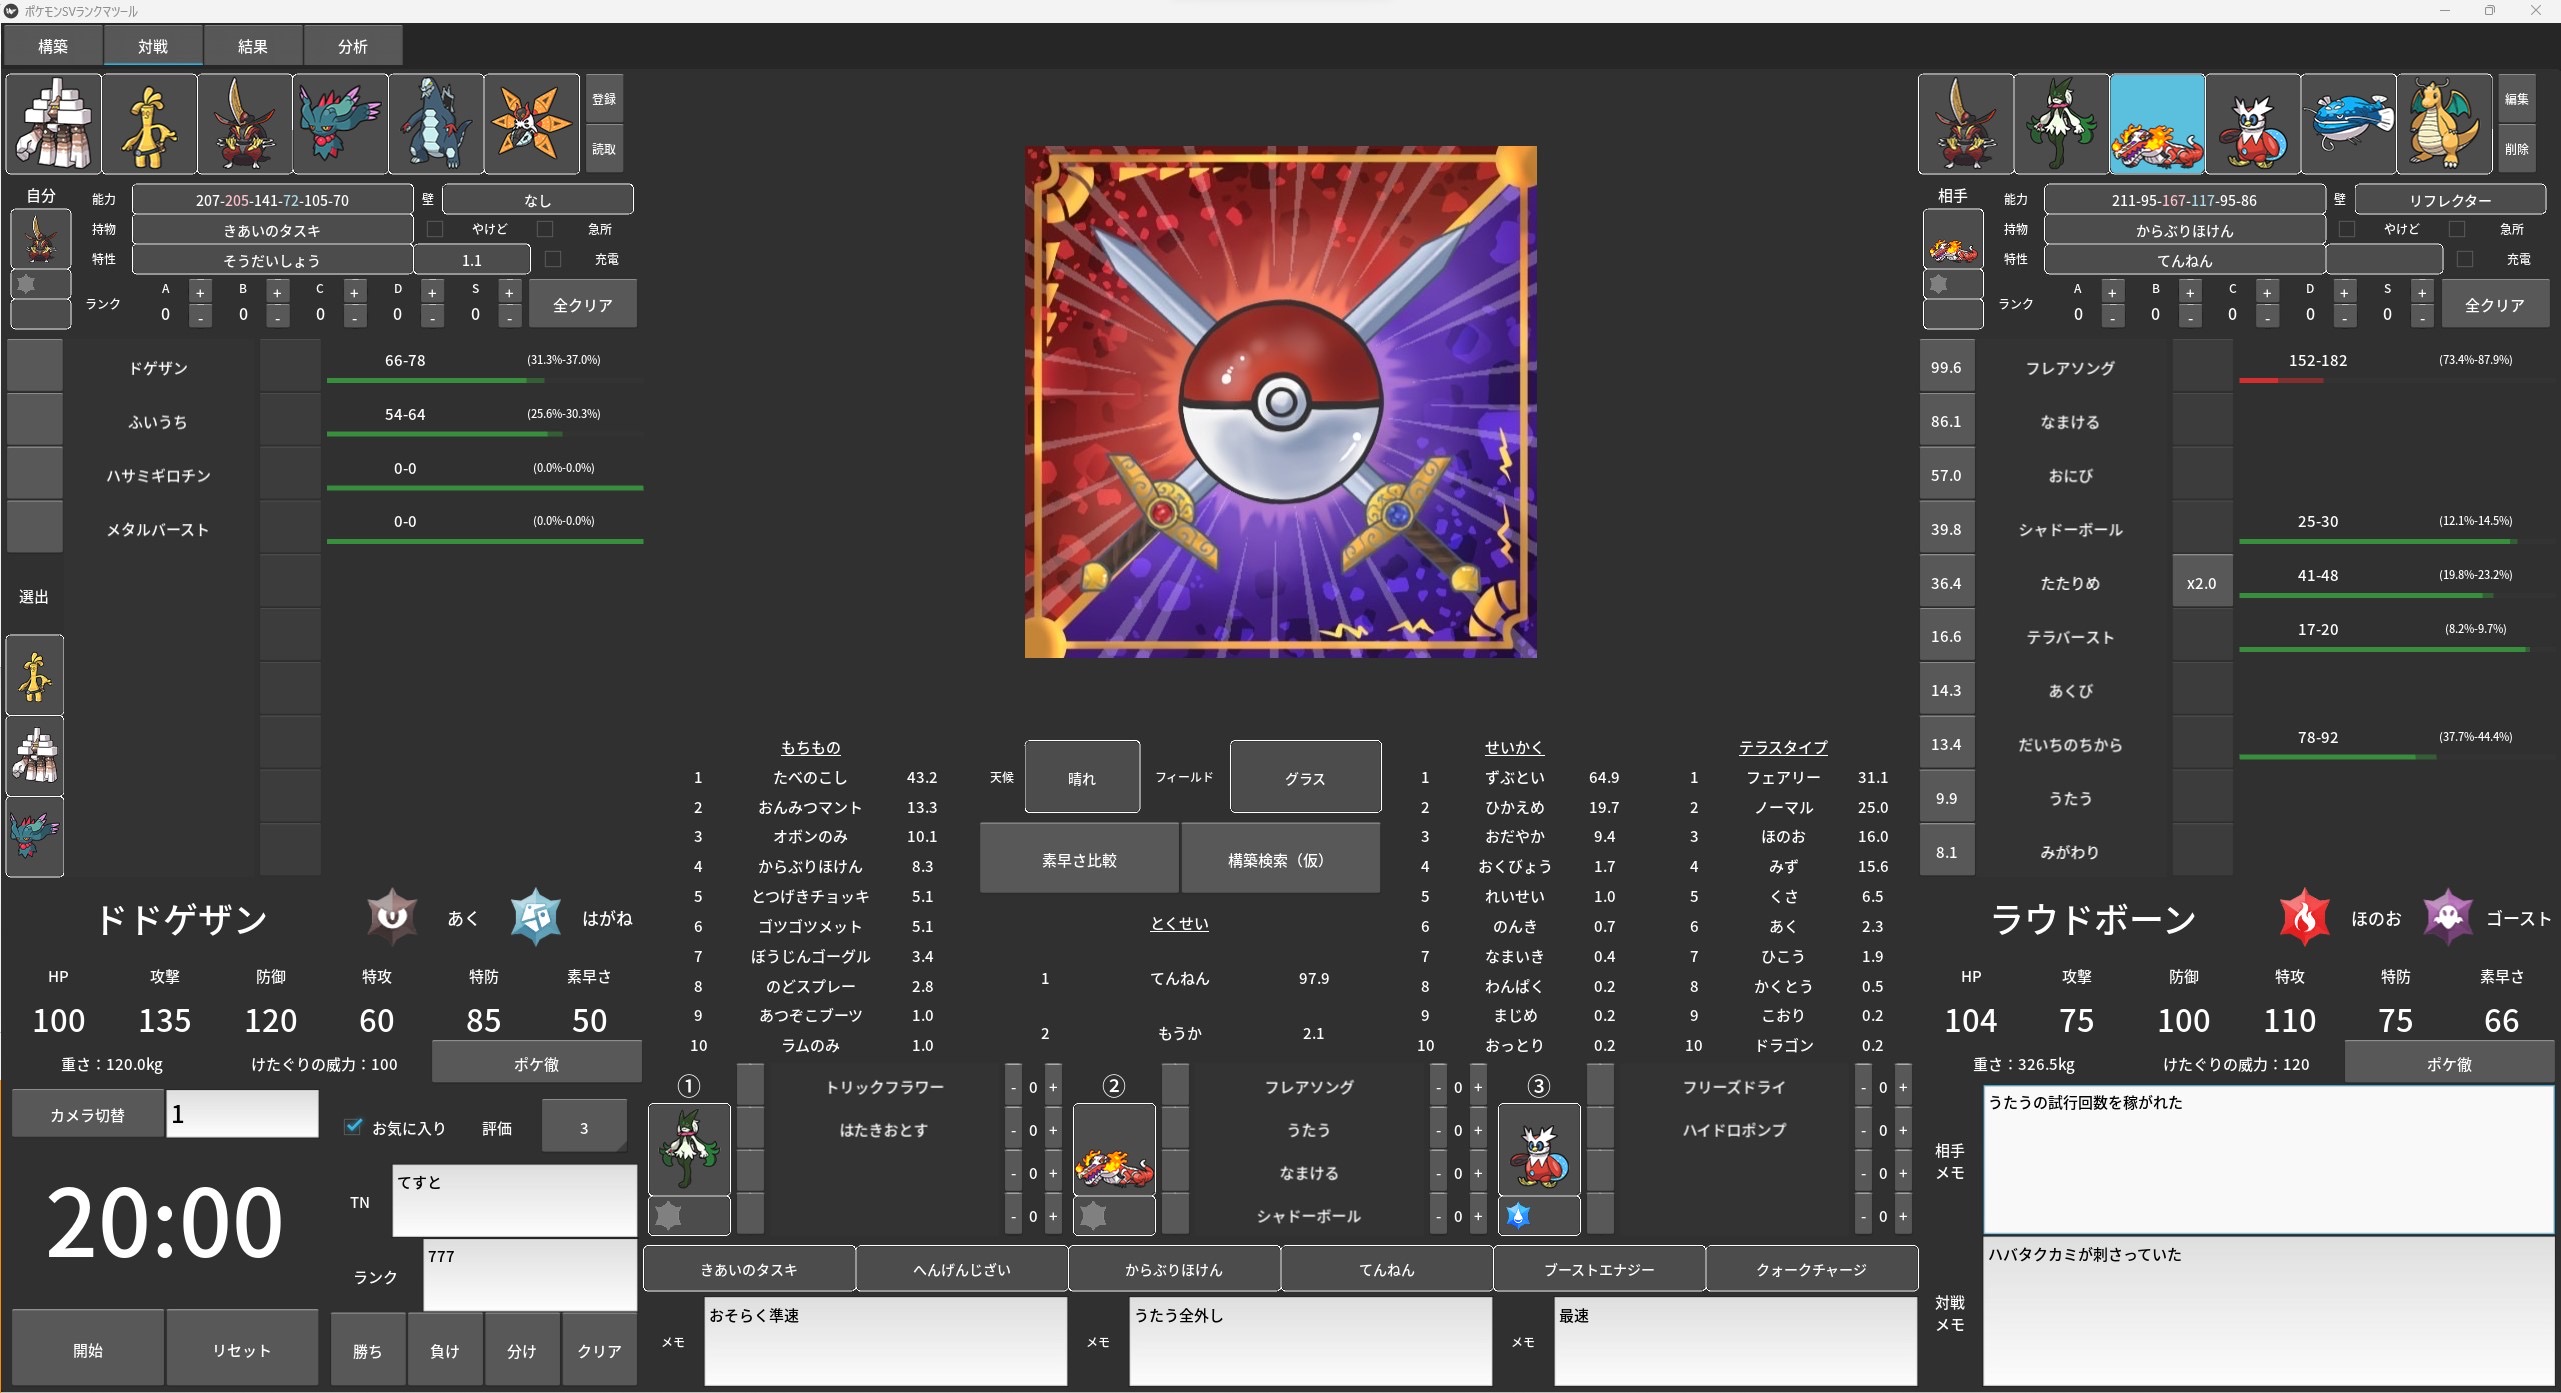 ポケモンSVランクマツール
構築 対戦 結果 分析
登録
読取
編集
削除
自分
能力 207-205-141-72-105-70 壁 なし
持物 きあいのタスキ やけど 急所
特性 そうだいしょう 1.1 充電
A B C D S
ランク 0 0 0 0 0
+ + + + +
- - - - -
全クリア
相手
能力 211-95-167-117-95-86 壁 リフレクター
持物 からぶりほけん やけど 急所
特性 てんねん 充電
A B C D S
ランク 0 0 0 0 0
+ + + + +
- - - - -
全クリア
ドゲザン 66-78 (31.3%-37.0%)
ふいうち 54-64 (25.6%-30.3%)
ハサミギロチン 0-0 (0.0%-0.0%)
メタルバースト 0-0 (0.0%-0.0%)
選出
99.6 フレアソング 152-182 (73.4%-87.9%)
86.1 なまける
57.0 おにび
39.8 シャドーボール 25-30 (12.1%-14.5%)
36.4 たたりめ x2.0 41-48 (19.8%-23.2%)
16.6 テラバースト 17-20 (8.2%-9.7%)
14.3 あくび
13.4 だいちのちから 78-92 (37.7%-44.4%)
9.9 うたう
8.1 みがわり
もちもの
1 たべのこし 43.2
2 おんみつマント 13.3
3 オボンのみ 10.1
4 からぶりほけん 8.3
5 とつげきチョッキ 5.1
6 ゴツゴツメット 5.1
7 ぼうじんゴーグル 3.4
8 のどスプレー 2.8
9 あつぞこブーツ 1.0
10 ラムのみ 1.0
天候 晴れ フィールド グラス
素早さ比較 構築検索（仮）
とくせい
1 てんねん 97.9
2 もうか 2.1
せいかく
1 ずぶとい 64.9
2 ひかえめ 19.7
3 おだやか 9.4
4 おくびょう 1.7
5 れいせい 1.0
6 のんき 0.7
7 なまいき 0.4
8 わんぱく 0.2
9 まじめ 0.2
10 おっとり 0.2
テラスタイプ
1 フェアリー 31.1
2 ノーマル 25.0
3 ほのお 16.0
4 みず 15.6
5 くさ 6.5
6 あく 2.3
7 ひこう 1.9
8 かくとう 0.5
9 こおり 0.2
10 ドラゴン 0.2
ドドゲザン あく はがね
HP 攻撃 防御 特攻 特防 素早さ
100 135 120 60 85 50
重さ：120.0kg けたぐりの威力：100 ポケ徹
ラウドボーン ほのお ゴースト
HP 攻撃 防御 特攻 特防 素早さ
104 75 100 110 75 66
重さ：326.5kg けたぐりの威力：120 ポケ徹
カメラ切替 1 お気に入り 評価 3
20:00
TN てすと
ランク 777
開始 リセット 勝ち 負け 分け クリア
①
トリックフラワー - 0 +
はたきおとす - 0 +
- 0 +
- 0 +
②
フレアソング - 0 +
うたう - 0 +
なまける - 0 +
シャドーボール - 0 +
③
フリーズドライ - 0 +
ハイドロポンプ - 0 +
- 0 +
- 0 +
きあいのタスキ へんげんじざい からぶりほけん てんねん ブーストエナジー クォークチャージ
メモ おそらく準速
メモ うたう全外し
メモ 最速
相手
メモ
うたうの試行回数を稼がれた
対戦
メモ
ハバタクカミが刺さっていた